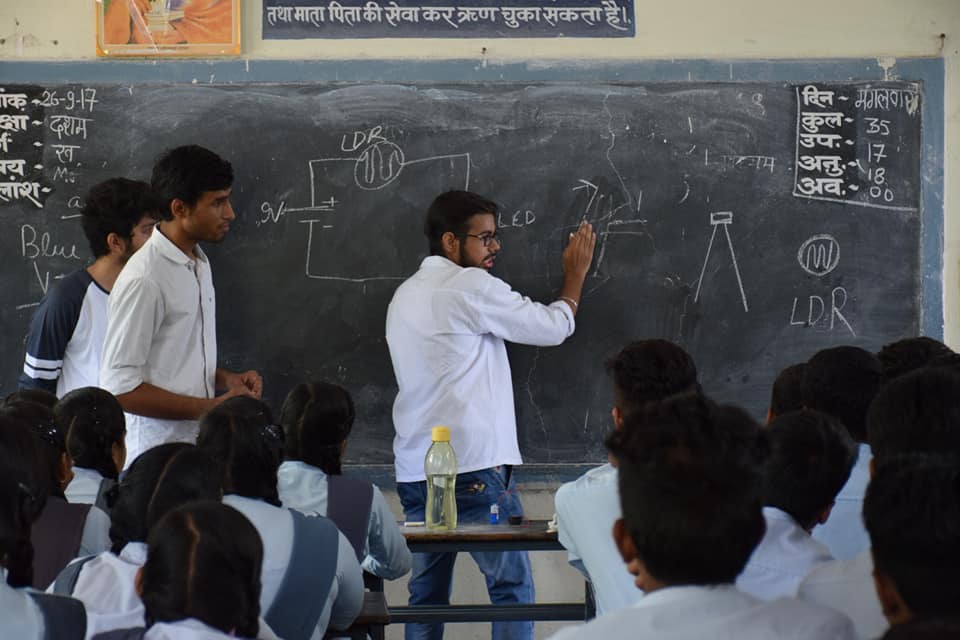 तथा माता पिता की सेवा कर ऋण चुका सकता है।.
26-9-17
दशम
Blue
V
LDR
9V
+
-
LED
LDR
दिन - मंगलवार
कुल - 35
उप. - 17
अनु - 18
अव. - 00